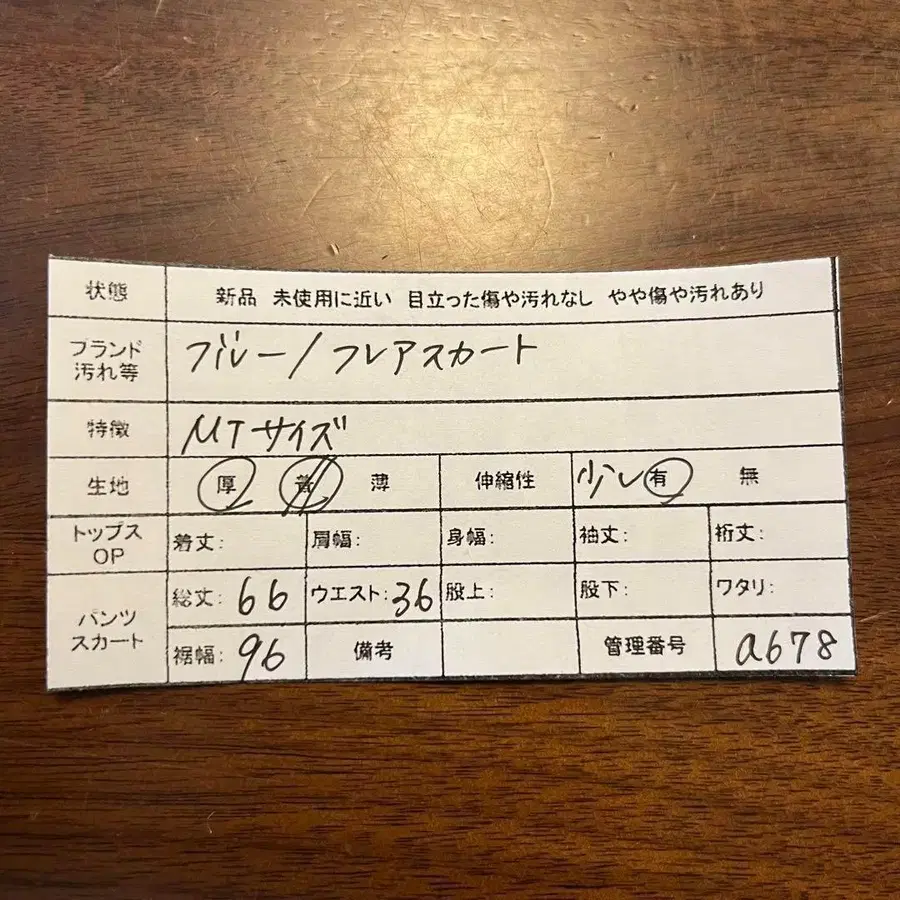 状態 新品 未使用に近い 目立った傷や汚れなし やや傷や汚れあり
ブランド 汚れ等 ブルー/フレアスカート
特徴 MTサイズ
生地 厚 普 薄 伸縮性 少し有 無
トップス OP 着丈: 肩幅: 身幅: 袖丈: 裄丈:
パンツ スカート 総丈: 66 ウエスト: 36 股上: 股下: ワタリ:
裾幅: 96 備考 管理番号 a678